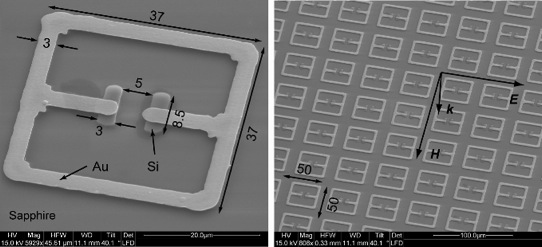 37
3
5
8.5
3
37
Au
Si
Sapphire
HV Mag HFW WD Tilt Det
15.0 kV 5929x 45.51 µm 11.1 mm 40.1 ° LFD
20.0µm
E
k
H
50
50
HV Mag HFW WD Tilt Det
15.0 kV 808x 0.33 mm 11.1 mm 40.1 ° LFD
100.0µm